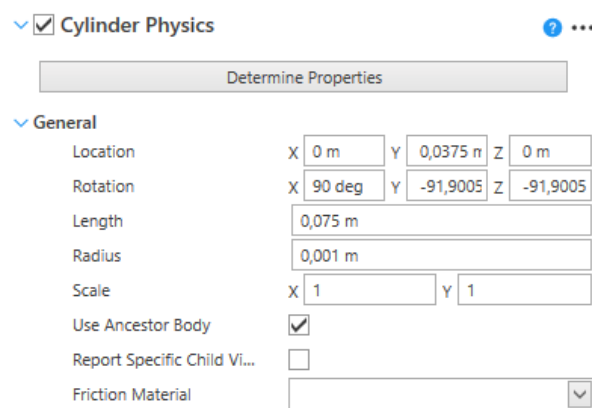 Cylinder Physics
Determine Properties
General
Location X 0 m Y 0,0375 m Z 0 m
Rotation X 90 deg Y -91,9005 Z -91,9005
Length 0,075 m
Radius 0,001 m
Scale X 1 Y 1
Use Ancestor Body
Report Specific Child Vi...
Friction Material